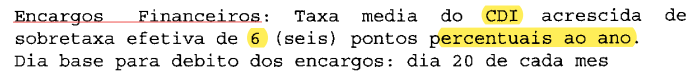 Encargos Financeiros: Taxa media do CDI acrescida de
sobretaxa efetiva de 6 (seis) pontos percentuais ao ano.
Dia base para debito dos encargos: dia 20 de cada mes